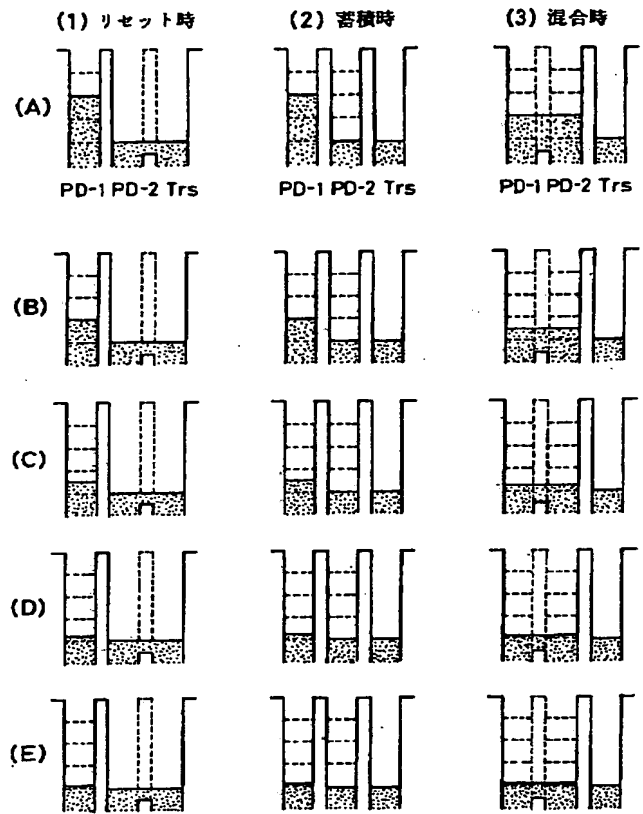 (1) リセット時 (2) 蓄積時 (3) 混合時
(A)
PD-1 PD-2 Trs PD-1 PD-2 Trs PD-1 PD-2 Trs
(B)
(C)
(D)
(E)